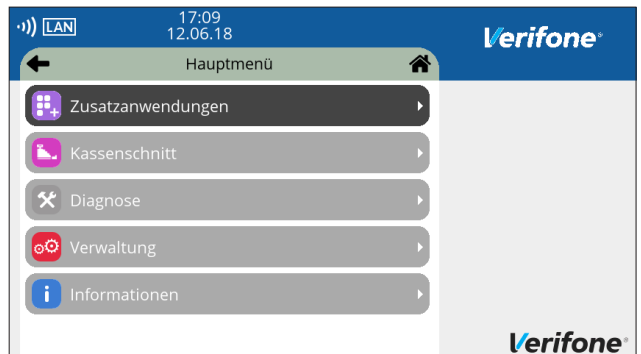 LAN
17:09
12.06.18
Verifone
Hauptmenü
Zusatzanwendungen
Kassenschnitt
Diagnose
Verwaltung
Informationen
Verifone